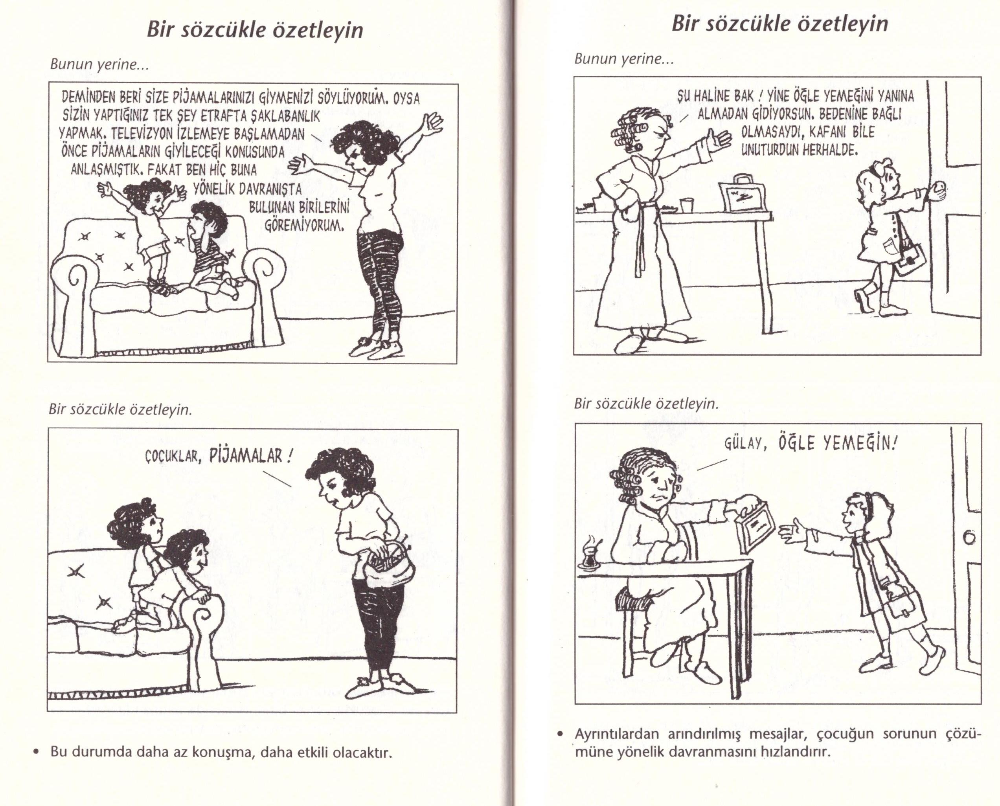 Bir sözcükle özetleyin
Bunun yerine...
DEMİNDEN BERİ SİZE PİJAMALARINIZI GİYMENİZİ SÖYLÜYORUM. OYSA
SİZİN YAPTIĞINIZ TEK ŞEY ETRAFTA ŞAKLABANLIK
YAPMAK. TELEVİZYON İZLEMEYE BAŞLAMADAN
ÖNCE PİJAMALARIN GİYİLECEĞİ KONUSUNDA
ANLAŞMIŞTIK. FAKAT BEN HİÇ BUNA
YÖNELİK DAVRANIŞTA
BULUNAN BİRİLERİNİ
GÖREMİYORUM.
Bir sözcükle özetleyin.
ÇOCUKLAR, PİJAMALAR !
• Bu durumda daha az konuşma, daha etkili olacaktır.
Bir sözcükle özetleyin
Bunun yerine...
ŞU HALİNE BAK ! YİNE ÖĞLE YEMEĞİNİ YANINA
ALMADAN GİDİYORSUN. BEDENİNE BAĞLI
OLMASAYDI, KAFANI BİLE
UNUTURDUN HERHALDE.
Bir sözcükle özetleyin.
GÜLAY, ÖĞLE YEMEĞİN!
• Ayrıntılardan arındırılmış mesajlar, çocuğun sorunun çözü-
müne yönelik davranmasını hızlandırır.